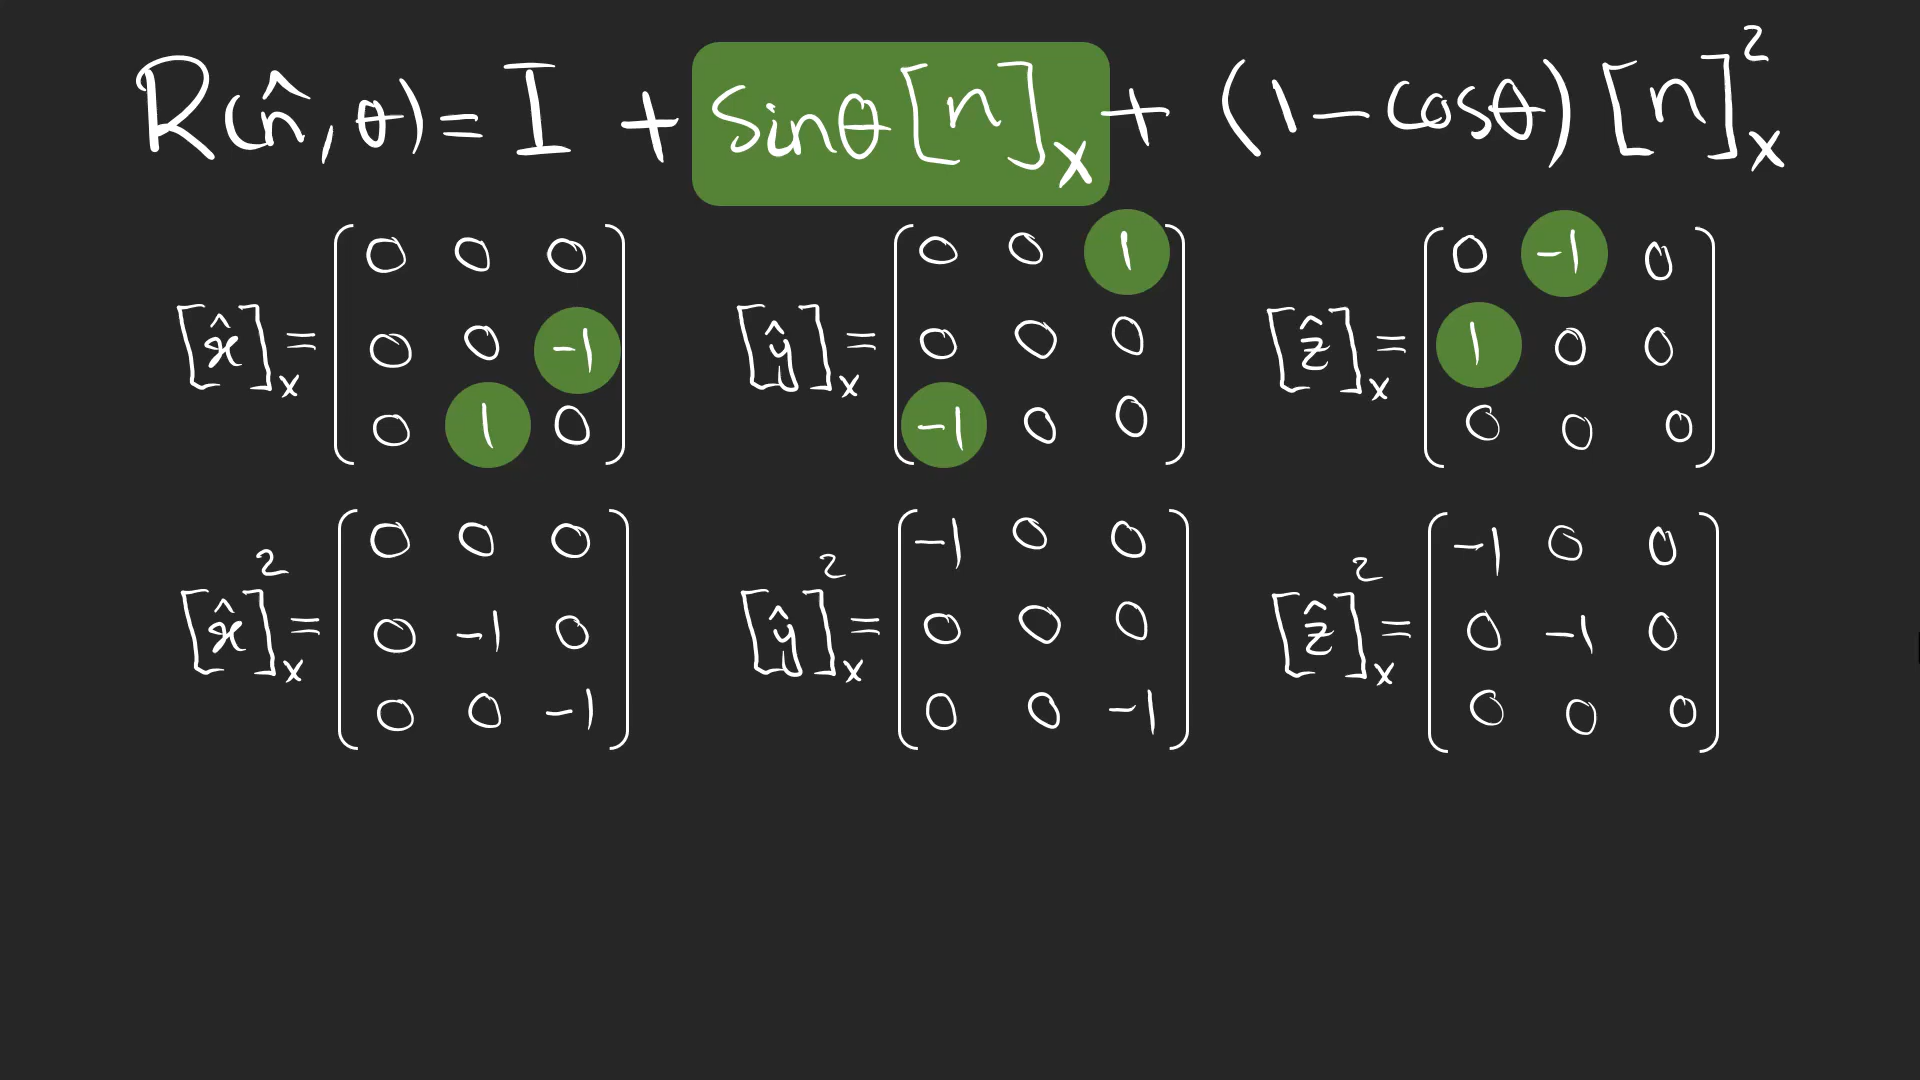 R(n̂, θ) = I + sinθ [n]ₓ + (1 − cosθ) [n]ₓ²
[x̂]ₓ = [ 0 0 0 ; 0 0 −1 ; 0 1 0 ]
[ŷ]ₓ = [ 0 0 1 ; 0 0 0 ; −1 0 0 ]
[ẑ]ₓ = [ 0 −1 0 ; 1 0 0 ; 0 0 0 ]
[x̂]ₓ² = [ 0 0 0 ; 0 −1 0 ; 0 0 −1 ]
[ŷ]ₓ² = [ −1 0 0 ; 0 0 0 ; 0 0 −1 ]
[ẑ]ₓ² = [ −1 0 0 ; 0 −1 0 ; 0 0 0 ]